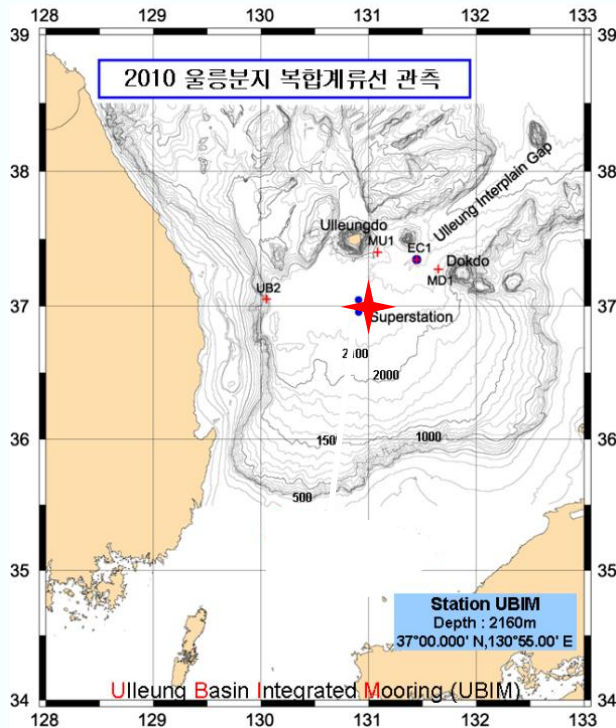 128 129 130 131 132 133
39 39
2010 울릉분지 복합계류선 관측
38 38
Ulleung Interplain Gap
Ulleungdo
MU1
EC1
Dokdo
MD1
UB2
37 37
Superstation
2100
2000
36 36
1500
1000
500
35 35
Station UBIM
Depth : 2160m
37°00.000' N,130°55.00' E
Ulleung Basin Integrated Mooring (UBIM)
34 34
128 129 130 131 132 133